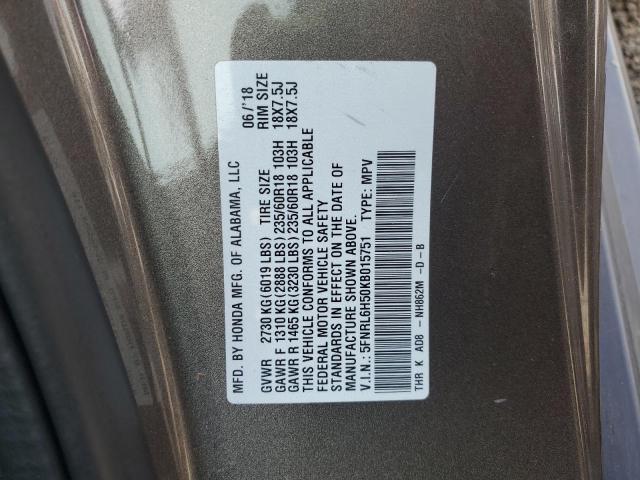 MFD. BY HONDA MFG. OF ALABAMA, LLC 06/'18
GVWR 2730 KG (6019 LBS) TIRE SIZE RIM SIZE
GAWR F 1310 KG (2888 LBS) 235/60R18 103H 18X7.5J
GAWR R 1465 KG (3230 LBS) 235/60R18 103H 18X7.5J
THIS VEHICLE CONFORMS TO ALL APPLICABLE
FEDERAL MOTOR VEHICLE SAFETY
STANDARDS IN EFFECT ON THE DATE OF
MANUFACTURE SHOWN ABOVE.
V.I.N.: 5FNRL6H50KB015751 TYPE: MPV
THR K AD8 - NH862M -D -B